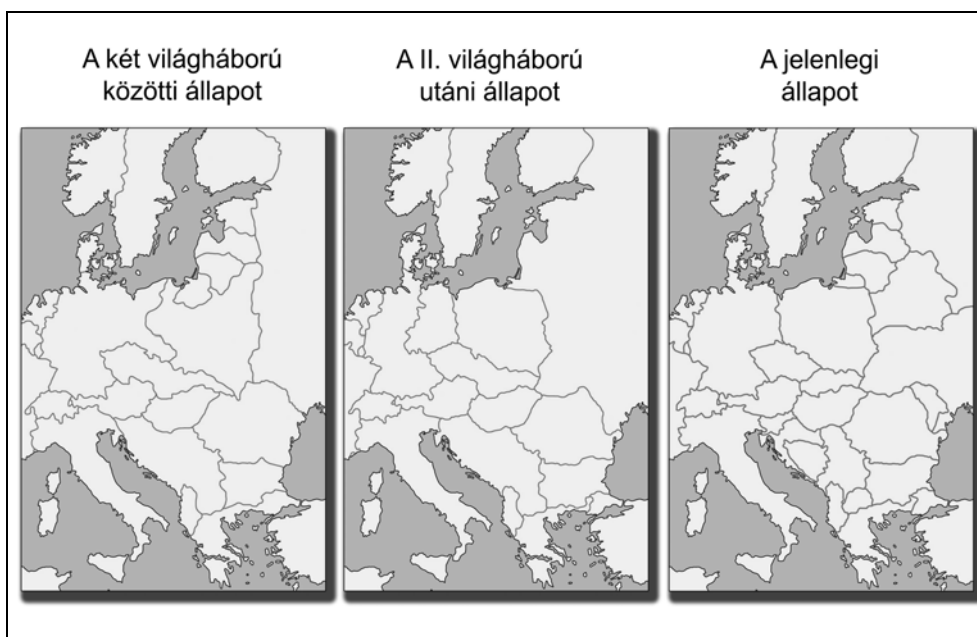 A két világháború
közötti állapot
A II. világháború
utáni állapot
A jelenlegi
állapot